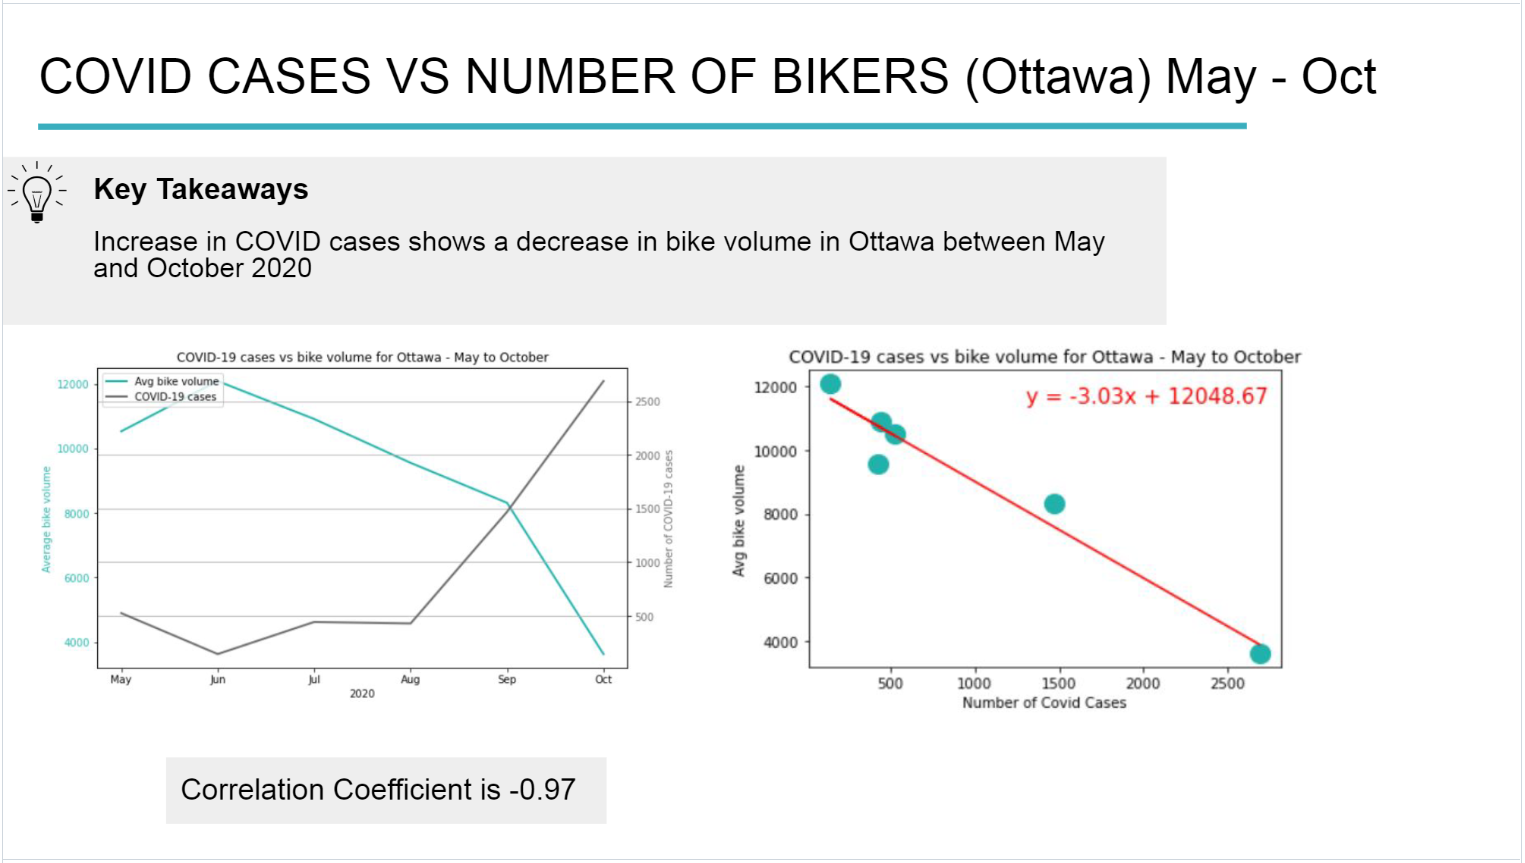 COVID CASES VS NUMBER OF BIKERS (Ottawa) May - Oct
Key Takeaways
Increase in COVID cases shows a decrease in bike volume in Ottawa between May
and October 2020
COVID-19 cases vs bike volume for Ottawa - May to October
Avg bike volume
COVID-19 cases
12000
10000
8000
6000
4000
Average bike volume
2500
2000
1500
1000
500
Number of COVID-19 cases
May Jun Jul Aug Sep Oct
2020
COVID-19 cases vs bike volume for Ottawa - May to October
y = -3.03x + 12048.67
12000
10000
8000
6000
4000
Avg bike volume
500 1000 1500 2000 2500
Number of Covid Cases
Correlation Coefficient is -0.97